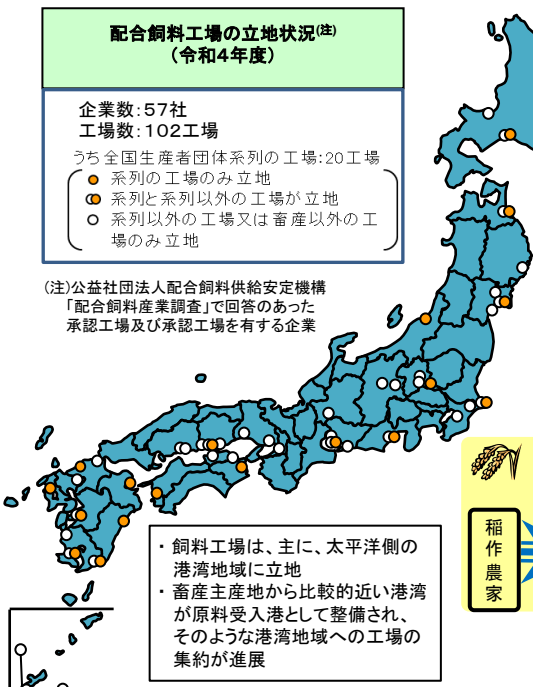 配合飼料工場の立地状況(注)
(令和4年度)
企業数:57社
工場数:102工場
うち全国生産者団体系列の工場:20工場
系列の工場のみ立地
系列と系列以外の工場が立地
系列以外の工場又は畜産以外の工
場のみ立地
(注)公益社団法人配合飼料供給安定機構
「配合飼料産業調査」で回答のあった
承認工場及び承認工場を有する企業
・ 飼料工場は、主に、太平洋側の
港湾地域に立地
・ 畜産主産地から比較的近い港湾
が原料受入港として整備され、
そのような港湾地域への工場の
集約が進展
稲作農家